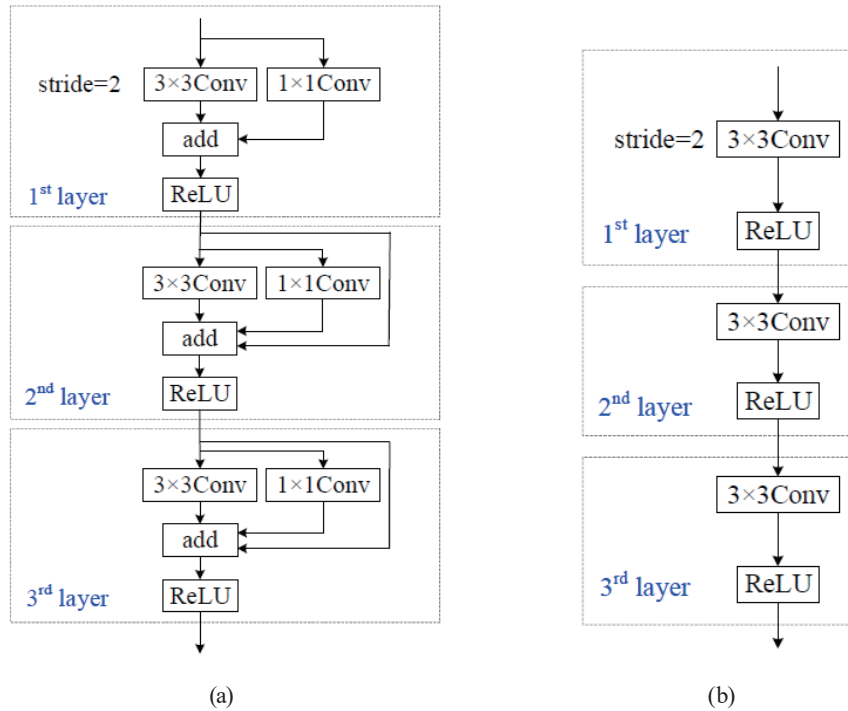 stride=2
3×3Conv
1×1Conv
add
ReLU
1st layer
3×3Conv
1×1Conv
add
ReLU
2nd layer
3×3Conv
1×1Conv
add
ReLU
3rd layer
(a)
stride=2
3×3Conv
ReLU
1st layer
3×3Conv
ReLU
2nd layer
3×3Conv
ReLU
3rd layer
(b)